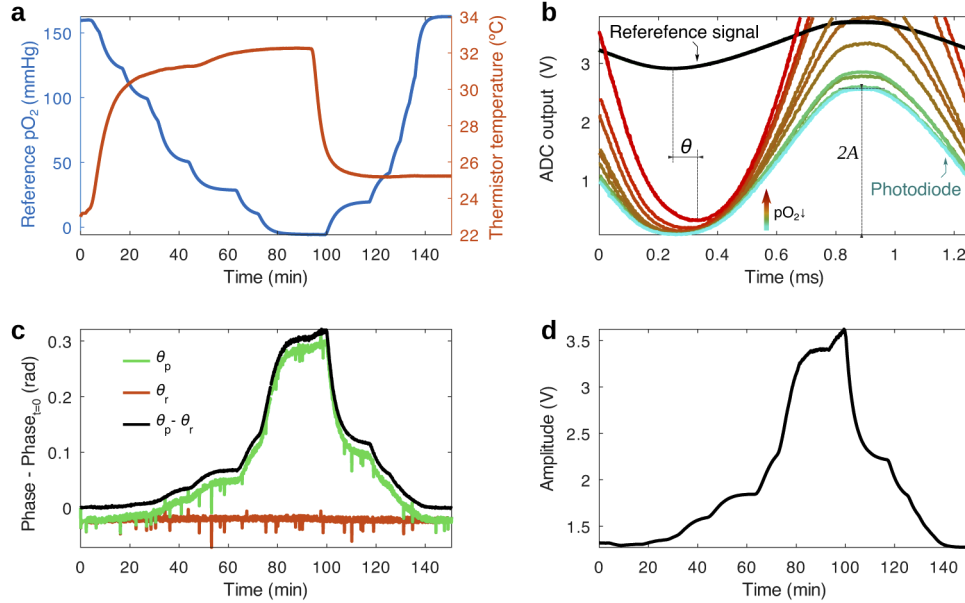 a
Reference pO2 (mmHg)
150
100
50
0
34
32
30
28
26
24
22
Thermistor temperature (ºC)
0 20 40 60 80 100 120 140
Time (min)
b
ADC output (V)
3
2
1
Referefence signal
θ
2A
Photodiode
pO2↓
0 0.2 0.4 0.6 0.8 1 1.2
Time (ms)
c
Phase - Phase t=0 (rad)
0.3
0.2
0.1
0
θp
θr
θp - θr
0 20 40 60 80 100 120 140
Time (min)
d
Amplitude (V)
3.5
3
2.5
2
1.5
0 20 40 60 80 100 120 140
Time (min)